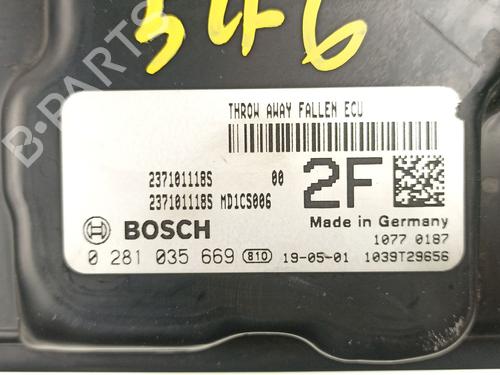 546
B-PARTS
THROW AWAY FALLEN ECU
237101118S 00
237101118S MD1CS006
2F
Made in Germany
BOSCH
1077 0187
0 281 035 669 810 19-05-01 1039T29656